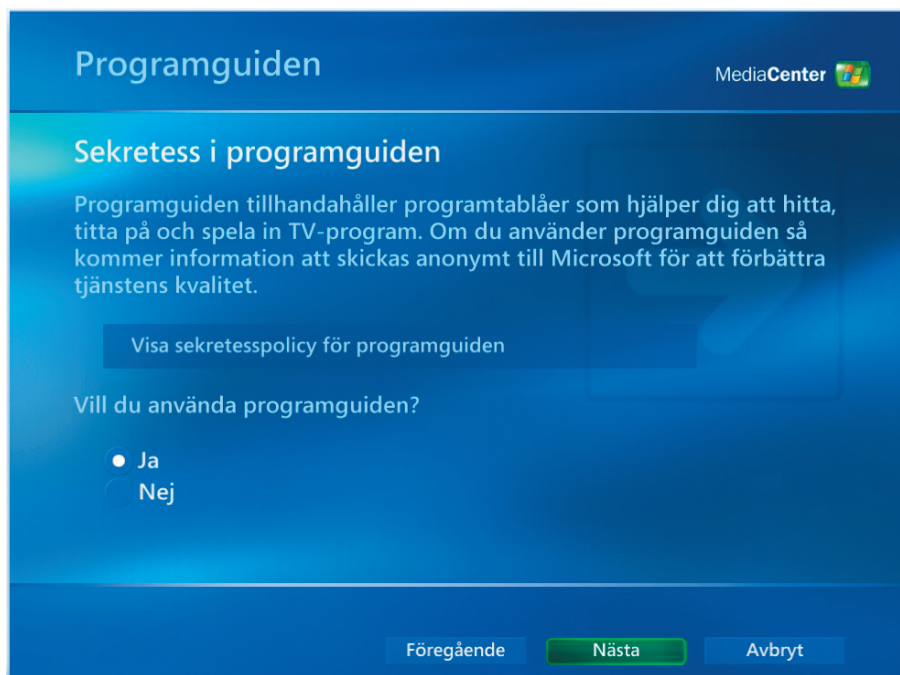 Programguiden
MediaCenter
Sekretess i programguiden
Programguiden tillhandahåller programtablåer som hjälper dig att hitta,
titta på och spela in TV-program. Om du använder programguiden så
kommer information att skickas anonymt till Microsoft för att förbättra
tjänstens kvalitet.
Visa sekretesspolicy för programguiden
Vill du använda programguiden?
Ja
Nej
Föregående Nästa Avbryt